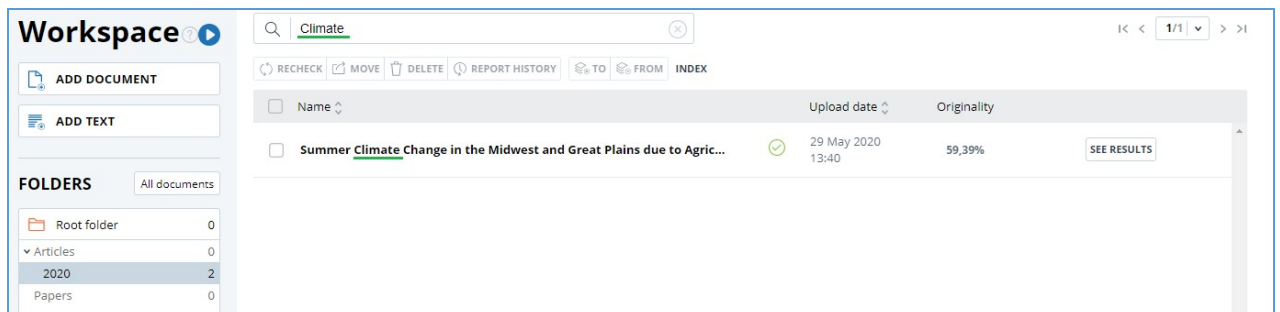 Workspace
ADD DOCUMENT
ADD TEXT
FOLDERS All documents
Root folder 0
Articles 0
2020 2
Papers 0
Climate 1/1
RECHECK MOVE DELETE REPORT HISTORY TO FROM INDEX
Name Upload date Originality
Summer Climate Change in the Midwest and Great Plains due to Agric... 29 May 2020 59,39% SEE RESULTS
13:40